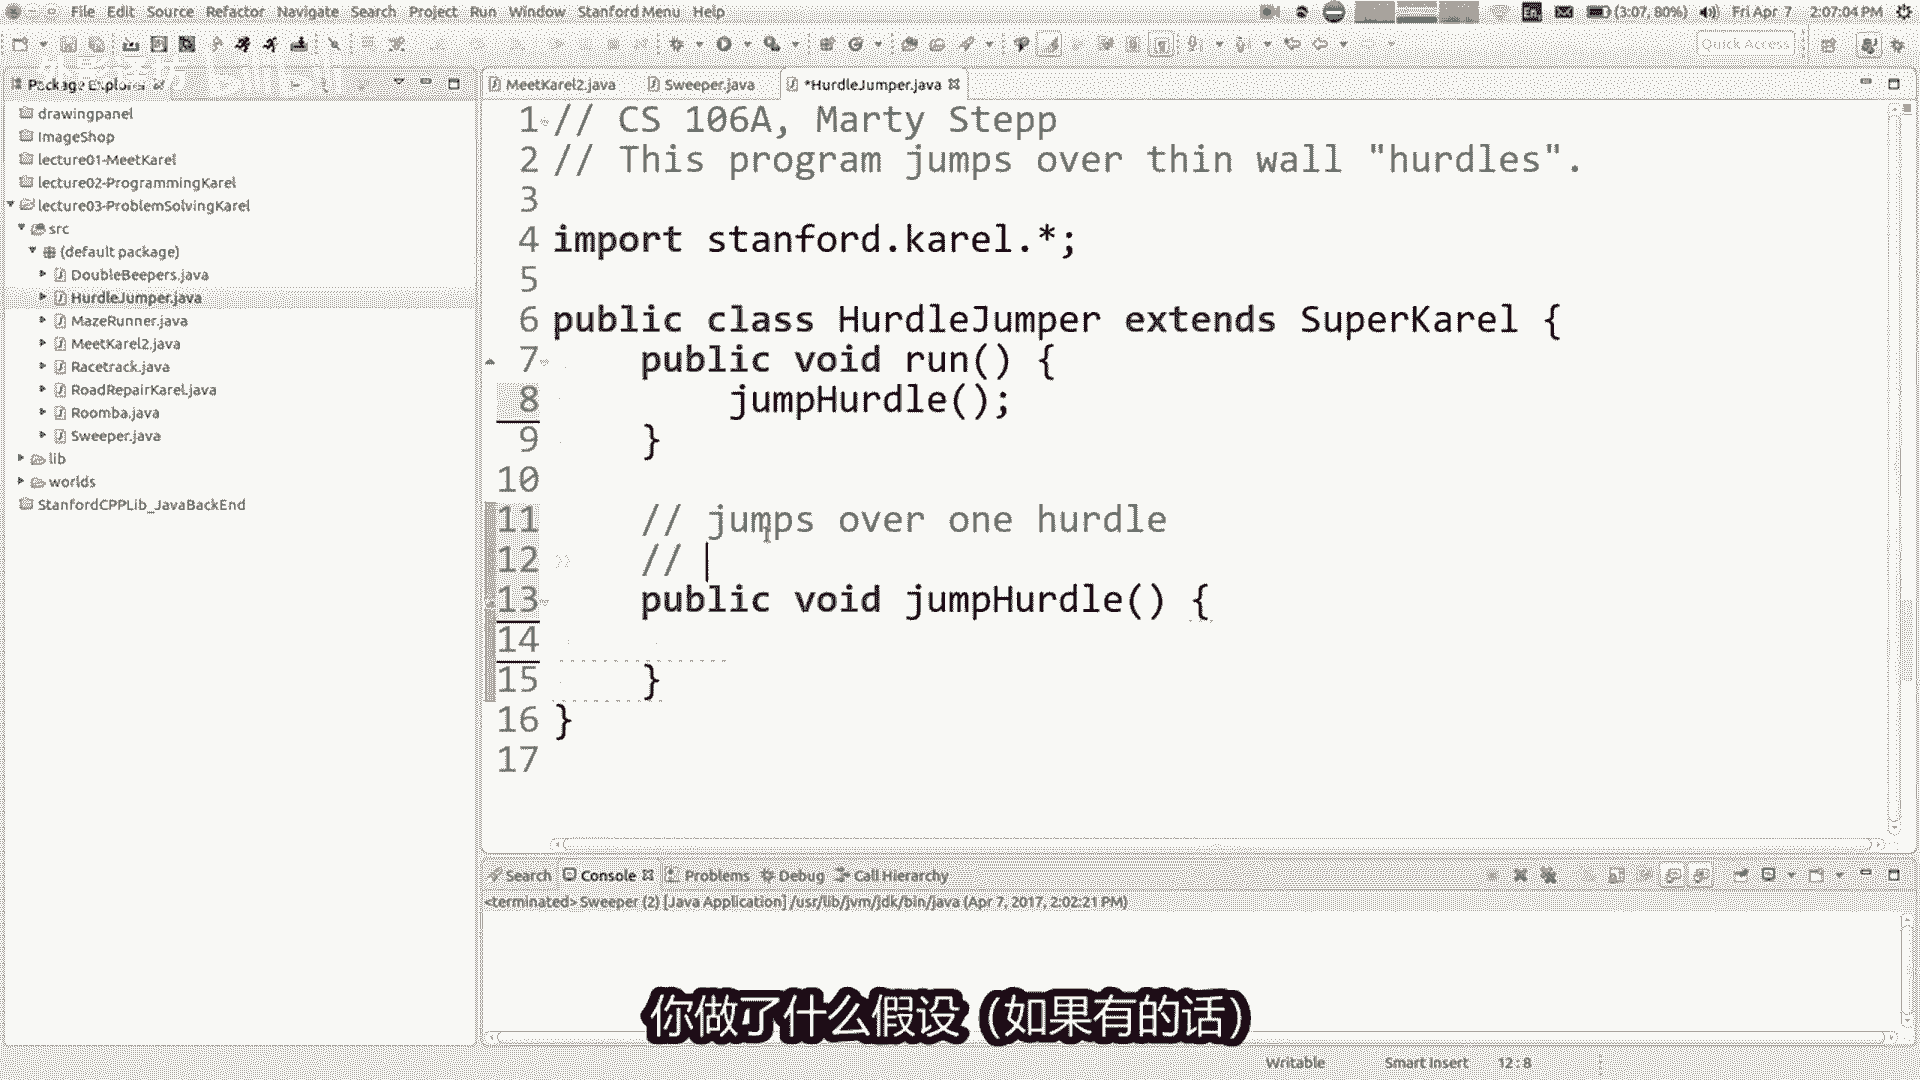 File Edit Source Refactor Navigate Search Project Run Window Stanford Menu Help
En (3:07, 80%) Fri Apr 7 2:07:04 PM
Quick Access
Package Explorer
MeetKarel2.java Sweeper.java *HurdleJumper.java
drawingpanel
ImageShop
lecture01-MeetKarel
lecture02-ProgrammingKarel
lecture03-ProblemSolvingKarel
src
(default package)
DoubleBeepers.java
HurdleJumper.java
MazeRunner.java
MeetKarel2.java
Racetrack.java
RoadRepairKarel.java
Roomba.java
Sweeper.java
lib
worlds
StanfordCPPLib_JavaBackEnd
1 // CS 106A, Marty Stepp
2 // This program jumps over thin wall "hurdles".
3
4 import stanford.karel.*;
5
6 public class HurdleJumper extends SuperKarel {
7 public void run() {
8 jumpHurdle();
9 }
10
11 // jumps over one hurdle
12 //
13 public void jumpHurdle() {
14
15 }
16 }
17
Search Console Problems Debug Call Hierarchy
<terminated> Sweeper (2) [Java Application] /usr/lib/jvm/jdk/bin/java (Apr 7, 2017, 2:02:21 PM)
你做了什么假设（如果有的话）
Writable Smart Insert 12 : 8